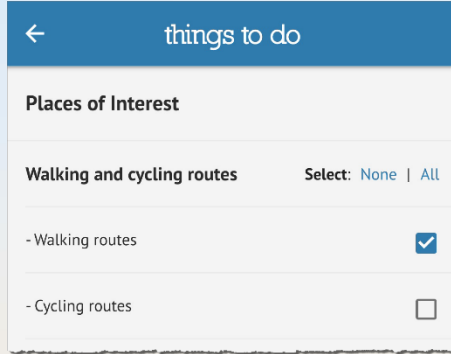 things to do
Places of Interest
Walking and cycling routes Select: None | All
- Walking routes
- Cycling routes